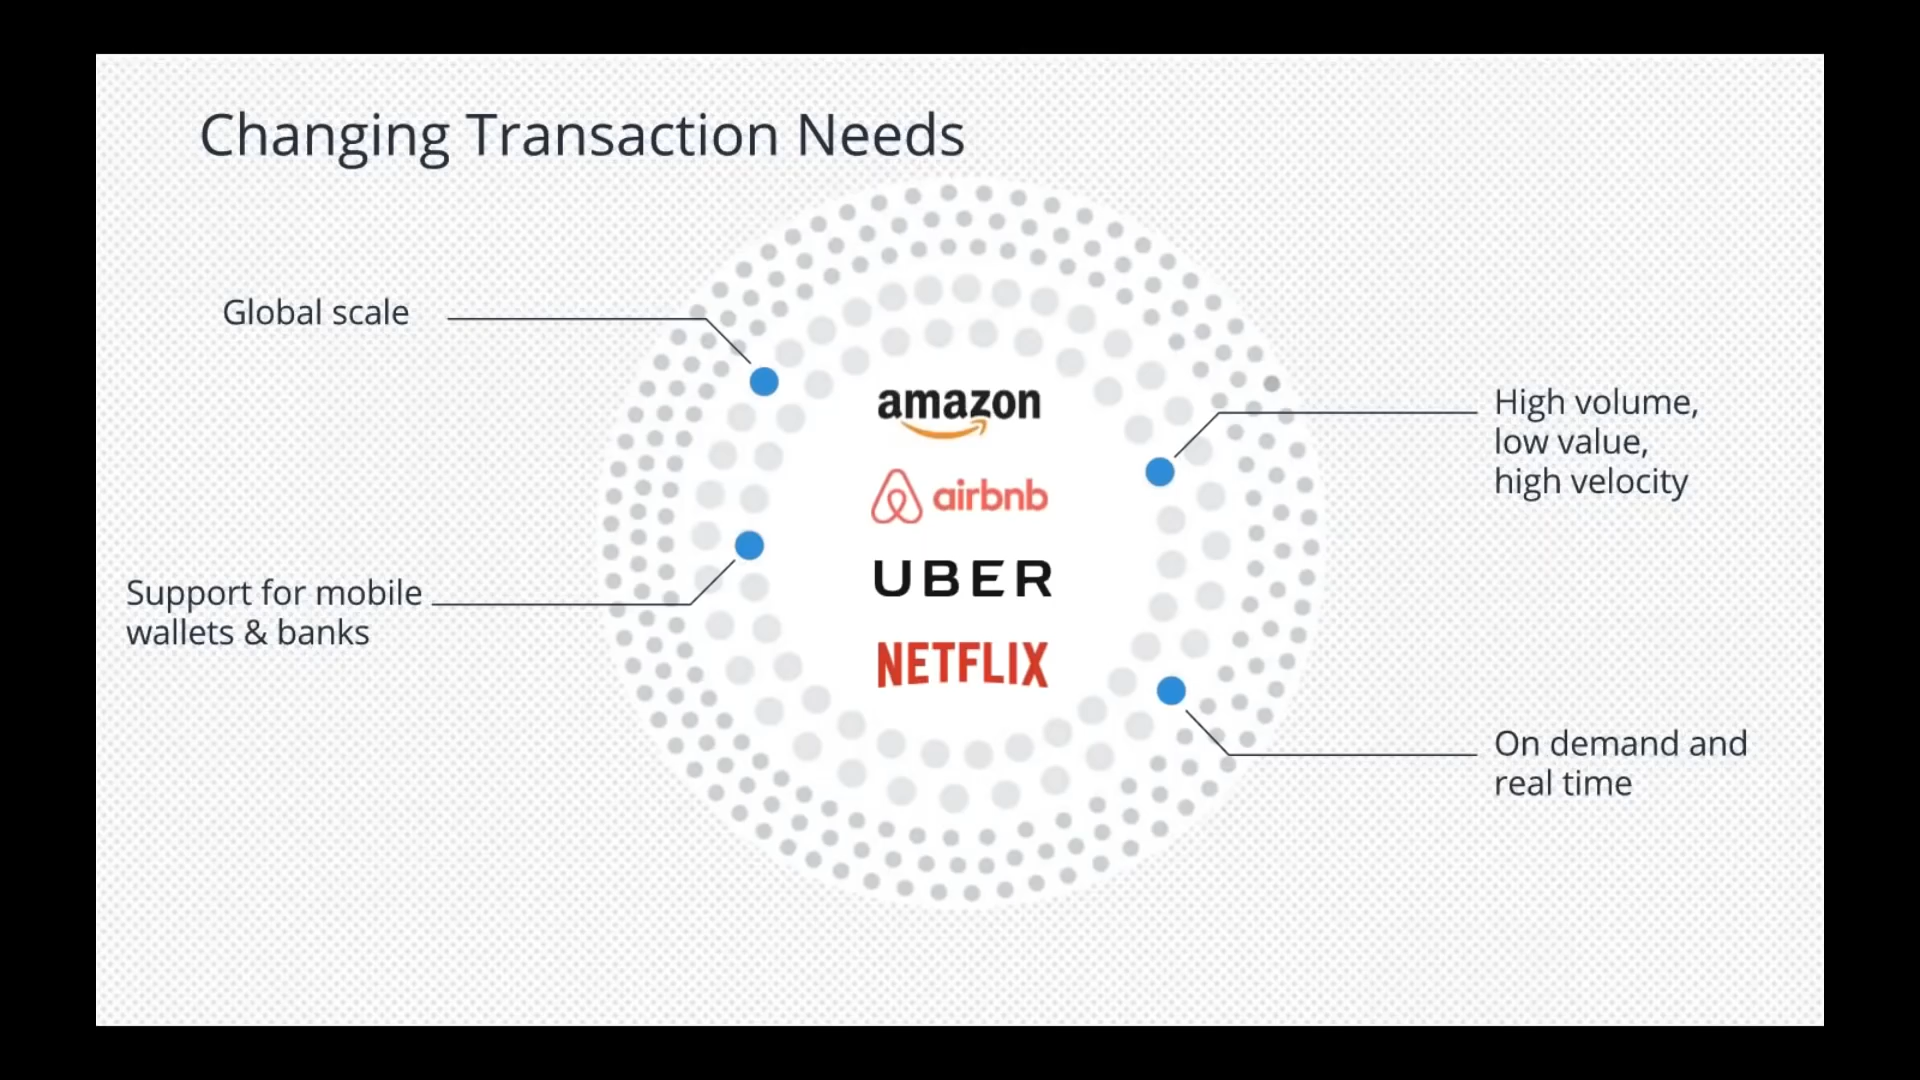 Changing Transaction Needs
Global scale
Support for mobile
wallets & banks
amazon
airbnb
UBER
NETFLIX
High volume,
low value,
high velocity
On demand and
real time